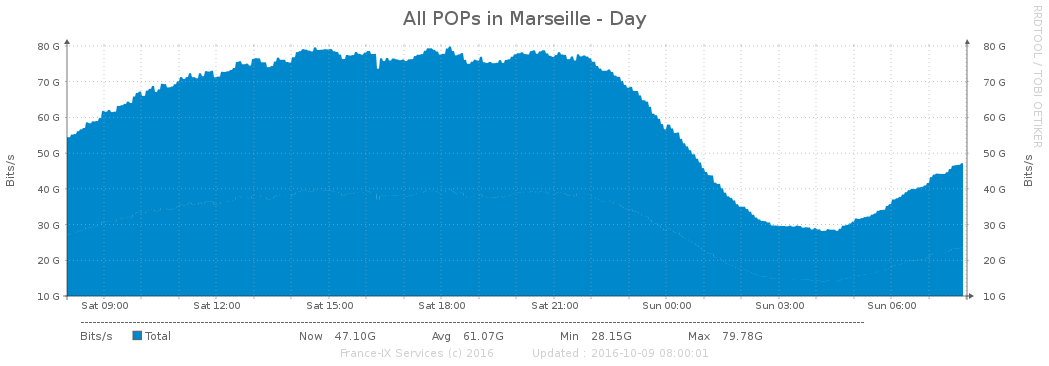 All POPs in Marseille - Day
RRDTOOL / TOBI OETIKER
Bits/s
80 G
70 G
60 G
50 G
40 G
30 G
20 G
10 G
80 G
70 G
60 G
50 G
40 G
30 G
20 G
10 G
Bits/s
Sat 09:00 Sat 12:00 Sat 15:00 Sat 18:00 Sat 21:00 Sun 00:00 Sun 03:00 Sun 06:00
Bits/s Total Now 47.10G Avg 61.07G Min 28.15G Max 79.78G
France-IX Services (c) 2016 Updated : 2016-10-09 08:00:01